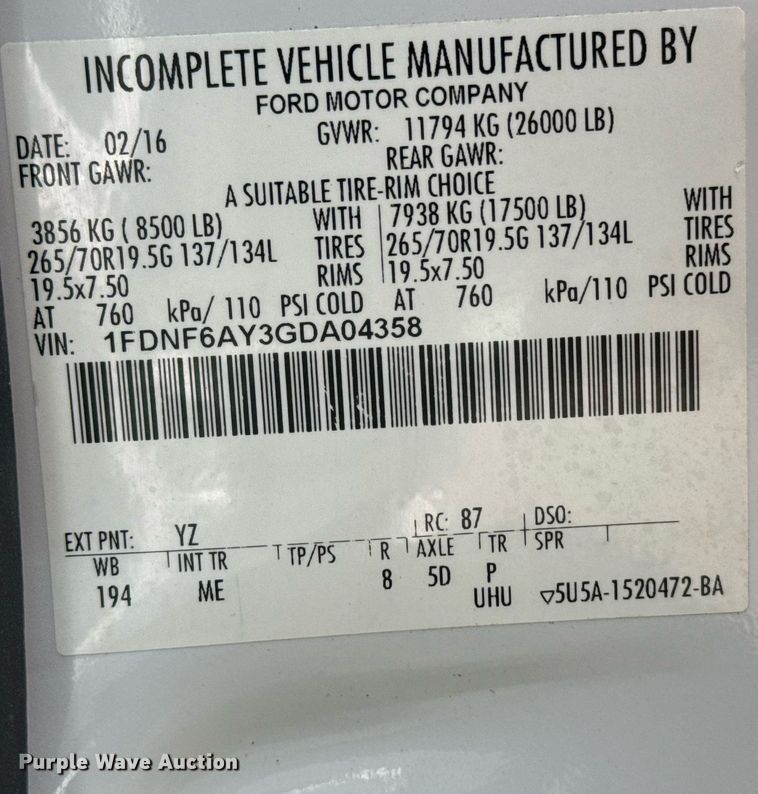 INCOMPLETE VEHICLE MANUFACTURED BY
FORD MOTOR COMPANY
DATE: 02/16 GVWR: 11794 KG (26000 LB)
FRONT GAWR: REAR GAWR:
A SUITABLE TIRE-RIM CHOICE
3856 KG ( 8500 LB) WITH 7938 KG (17500 LB) WITH
265/70R19.5G 137/134L TIRES 265/70R19.5G 137/134L TIRES
19.5x7.50 RIMS 19.5x7.50 RIMS
AT 760 kPa/ 110 PSI COLD AT 760 kPa/110 PSI COLD
VIN: 1FDNF6AY3GDA04358
EXT PNT: YZ RC: 87 DSO:
WB INT TR TP/PS R AXLE TR SPR
194 ME 8 5D P
UHU ▽5U5A-1520472-BA
Purple Wave Auction